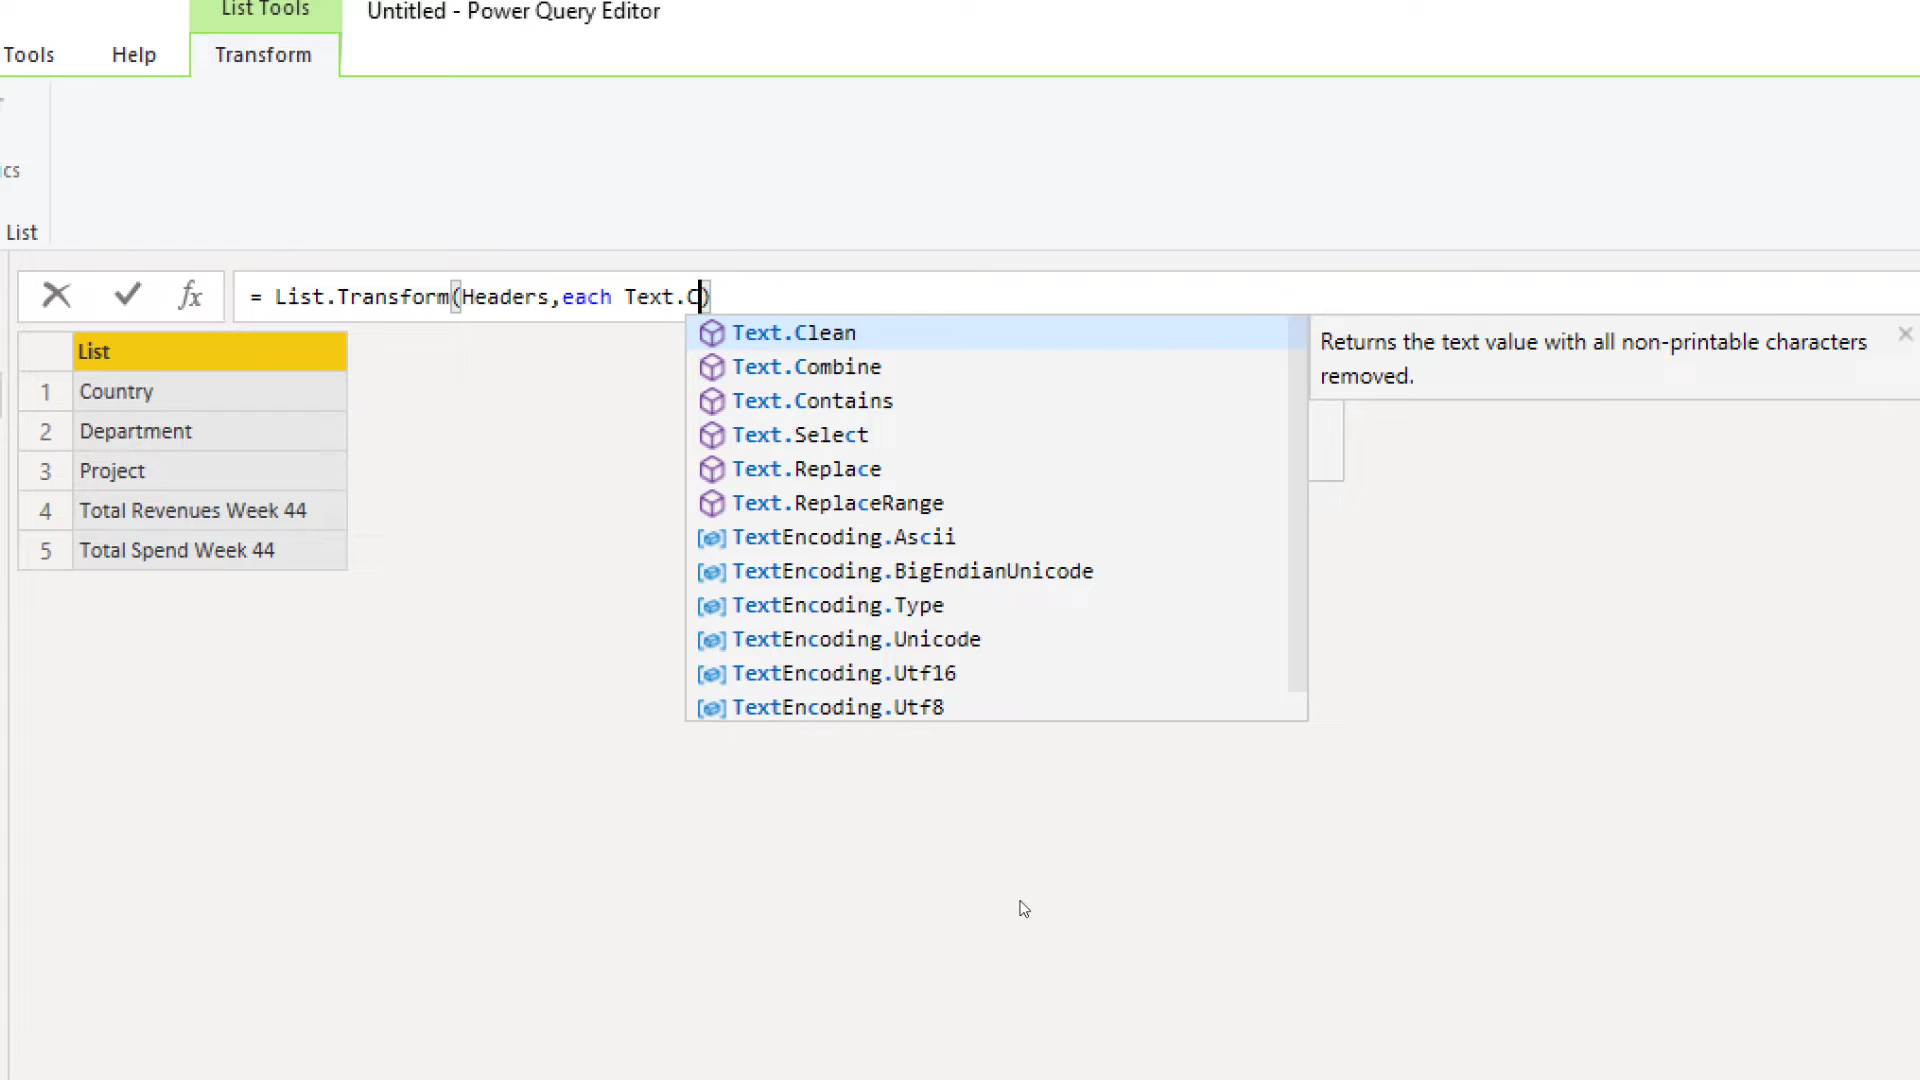 List Tools
Untitled - Power Query Editor
Tools
Help
Transform
ics
List
fx
= List.Transform(Headers,each Text.C)
List
1 Country
2 Department
3 Project
4 Total Revenues Week 44
5 Total Spend Week 44
Text.Clean
Text.Combine
Text.Contains
Text.Select
Text.Replace
Text.ReplaceRange
TextEncoding.Ascii
TextEncoding.BigEndianUnicode
TextEncoding.Type
TextEncoding.Unicode
TextEncoding.Utf16
TextEncoding.Utf8
Returns the text value with all non-printable characters
removed.